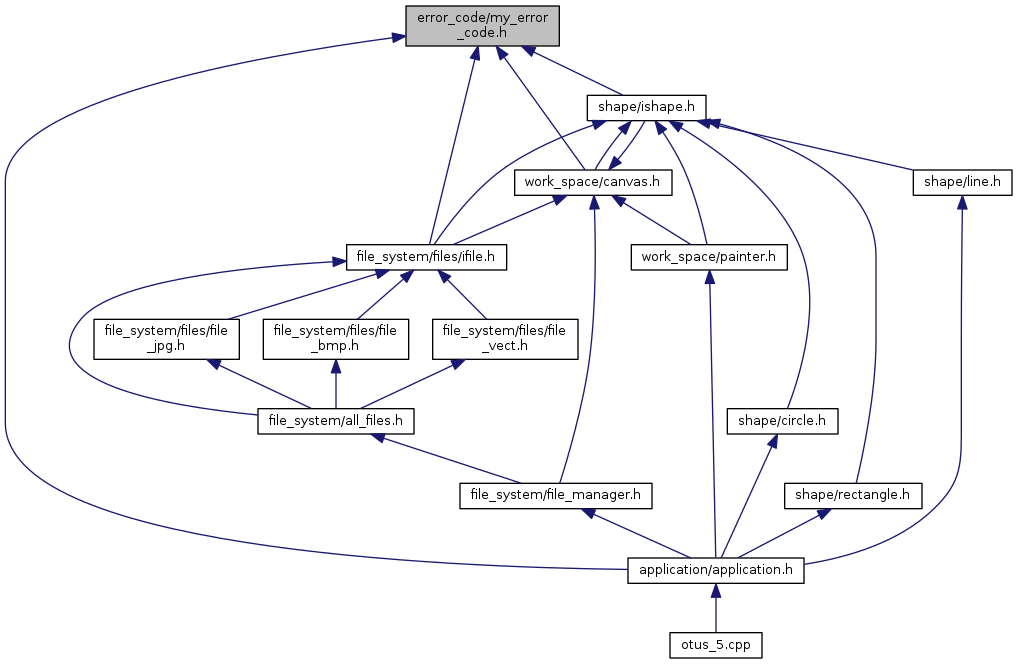 error_code/my_error
_code.h
shape/ishape.h
work_space/canvas.h
shape/line.h
file_system/files/ifile.h
work_space/painter.h
file_system/files/file
_jpg.h
file_system/files/file
_bmp.h
file_system/files/file
_vect.h
file_system/all_files.h
shape/circle.h
file_system/file_manager.h
shape/rectangle.h
application/application.h
otus_5.cpp